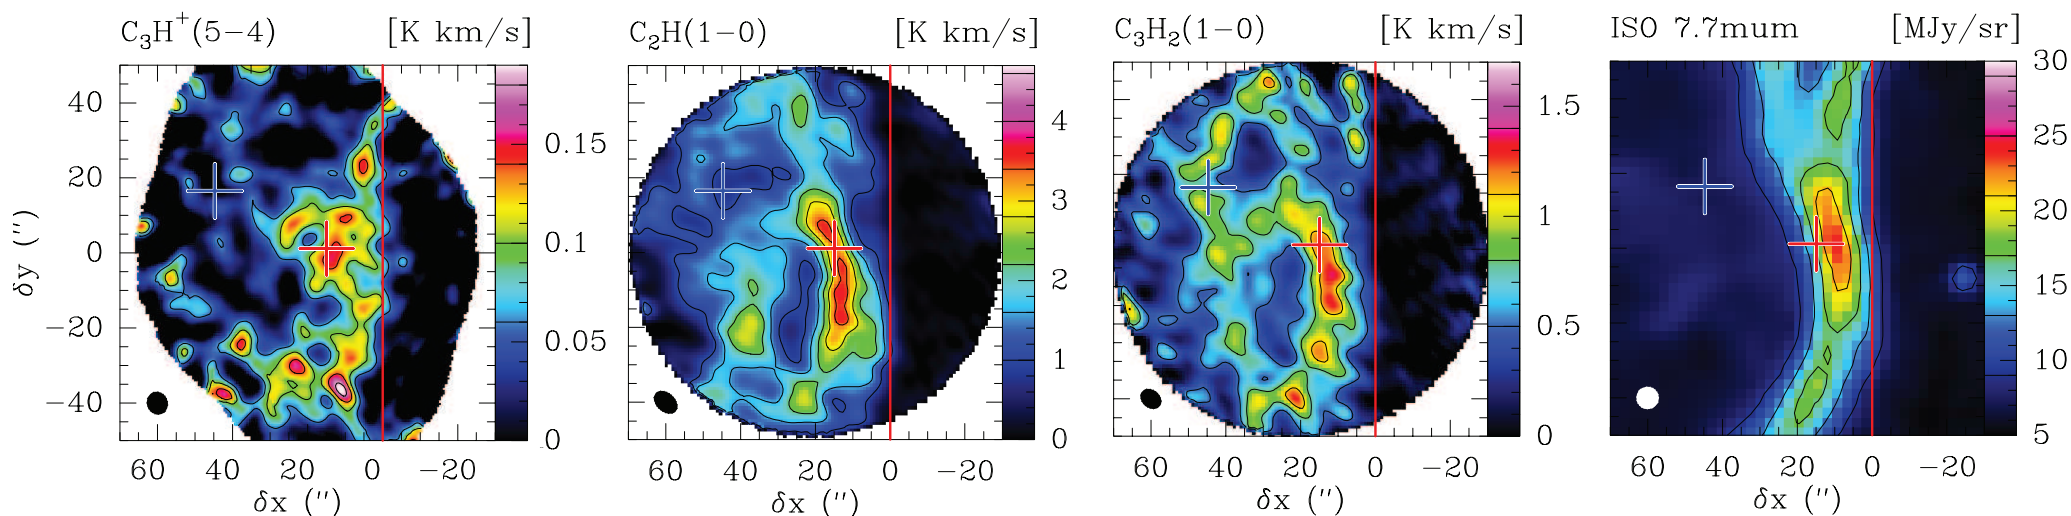 C₃H⁺(5−4) [K km/s]
C₂H(1−0) [K km/s]
C₃H₂(1−0) [K km/s]
ISO 7.7mum [MJy/sr]
40
20
0
−20
−40
δy (")
60 40 20 0 −20
δx (")
0.15
0.1
0.05
0
60 40 20 0 −20
δx (")
4
3
2
1
0
60 40 20 0 −20
δx (")
1.5
1
0.5
0
60 40 20 0 −20
δx (")
30
25
20
15
10
5